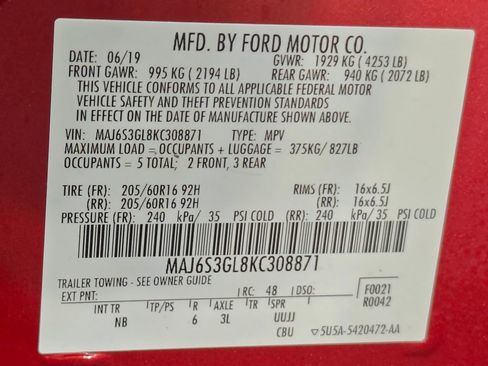 MFD. BY FORD MOTOR CO.
DATE: 06/19 GVWR: 1929 KG ( 4253 LB)
FRONT GAWR: 995 KG ( 2194 LB) REAR GAWR: 940 KG ( 2072 LB)
THIS VEHICLE CONFORMS TO ALL APPLICABLE FEDERAL MOTOR
VEHICLE SAFETY AND THEFT PREVENTION STANDARDS
IN EFFECT ON THE DATE OF MANUFACTURE SHOWN ABOVE.
VIN: MAJ6S3GL8KC308871 TYPE: MPV
MAXIMUM LOAD = OCCUPANTS + LUGGAGE = 375KG/ 827LB
OCCUPANTS = 5 TOTAL; 2 FRONT, 3 REAR
TIRE (FR): 205/60R16 92H RIMS (FR): 16x6.5J
(RR): 205/60R16 92H (RR): 16x6.5J
PRESSURE (FR): 240 kPa/ 35 PSI COLD (RR): 240 kPa/ 35 PSI COLD
MAJ6S3GL8KC308871
TRAILER TOWING - SEE OWNER GUIDE
EXT PNT: RC: 48 DSO: F0021
R0042
INT TR TP/PS R AXLE TR SPR
NB 6 3L UUJJ
CBU ▽5U5A-5420472-AA